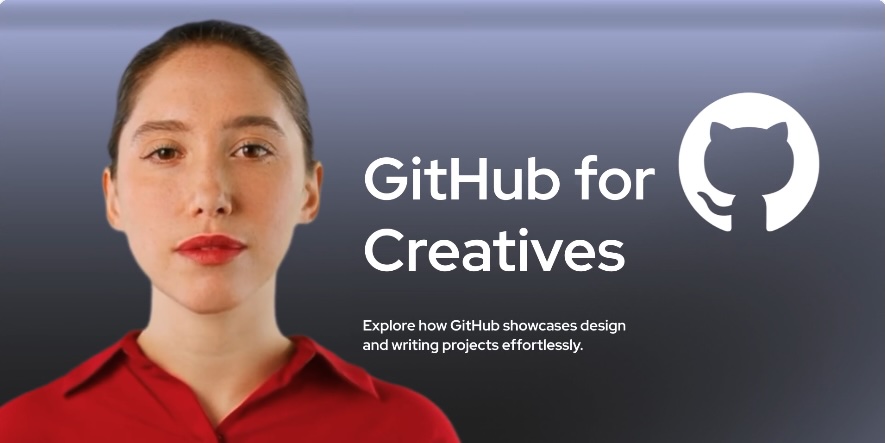 GitHub for
Creatives
Explore how GitHub showcases design
and writing projects effortlessly.